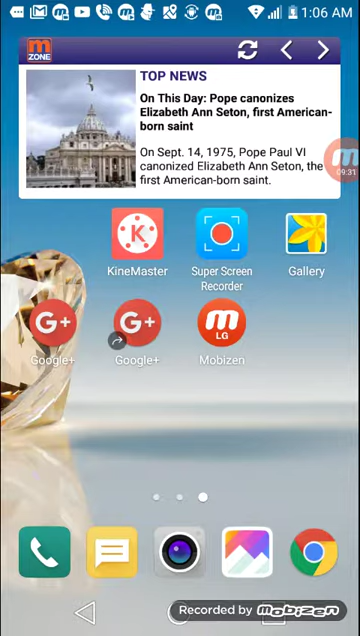 1:06 AM
m
ZONE
TOP NEWS
On This Day: Pope canonizes
Elizabeth Ann Seton, first American-
born saint
On Sept. 14, 1975, Pope Paul VI
canonized Elizabeth Ann Seton, the
first American-born saint.
09:31
K
KineMaster
Super Screen
Recorder
Gallery
G+
Google+
G+
Google+
m
LG
Mobizen
Recorded by mobizen